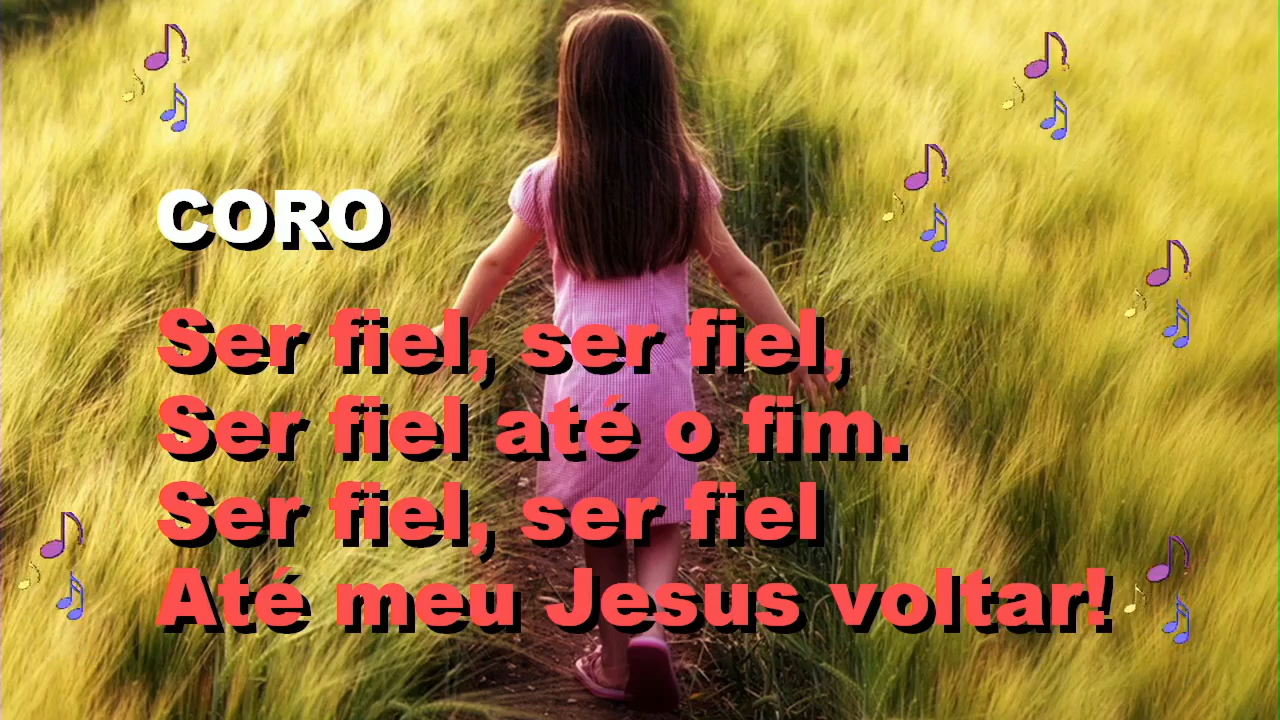 CORO
Ser fiel, ser fiel,
Ser fiel até o fim.
Ser fiel, ser fiel
Até meu Jesus voltar!